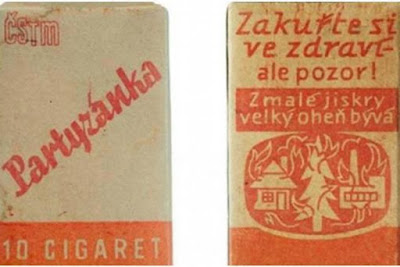 ČSTM
Partyzánka
10 CIGARET
Zakuřte si
ve zdraví-
ale pozor!
Z malé jiskry
velký oheň bývá